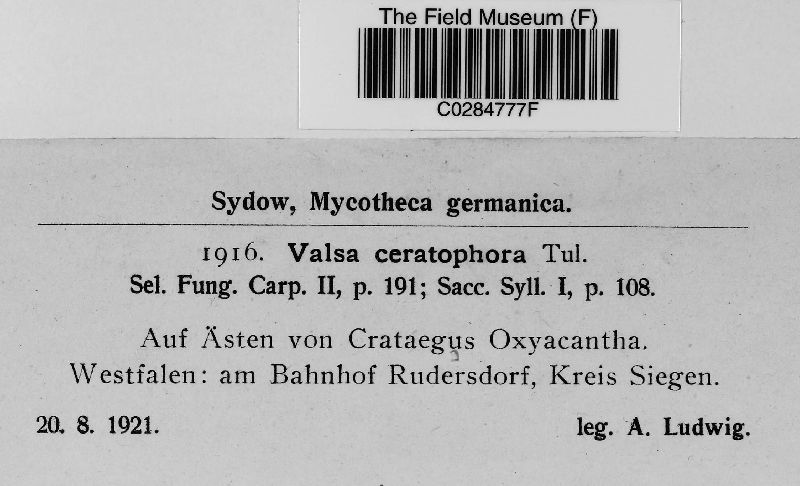 The Field Museum (F)
C0284777F
Sydow, Mycotheca germanica.
1916. Valsa ceratophora Tul.
Sel. Fung. Carp. II, p. 191; Sacc. Syll. I, p. 108.
Auf Ästen von Crataegus Oxyacantha.
Westfalen: am Bahnhof Rudersdorf, Kreis Siegen.
20. 8. 1921. leg. A. Ludwig.